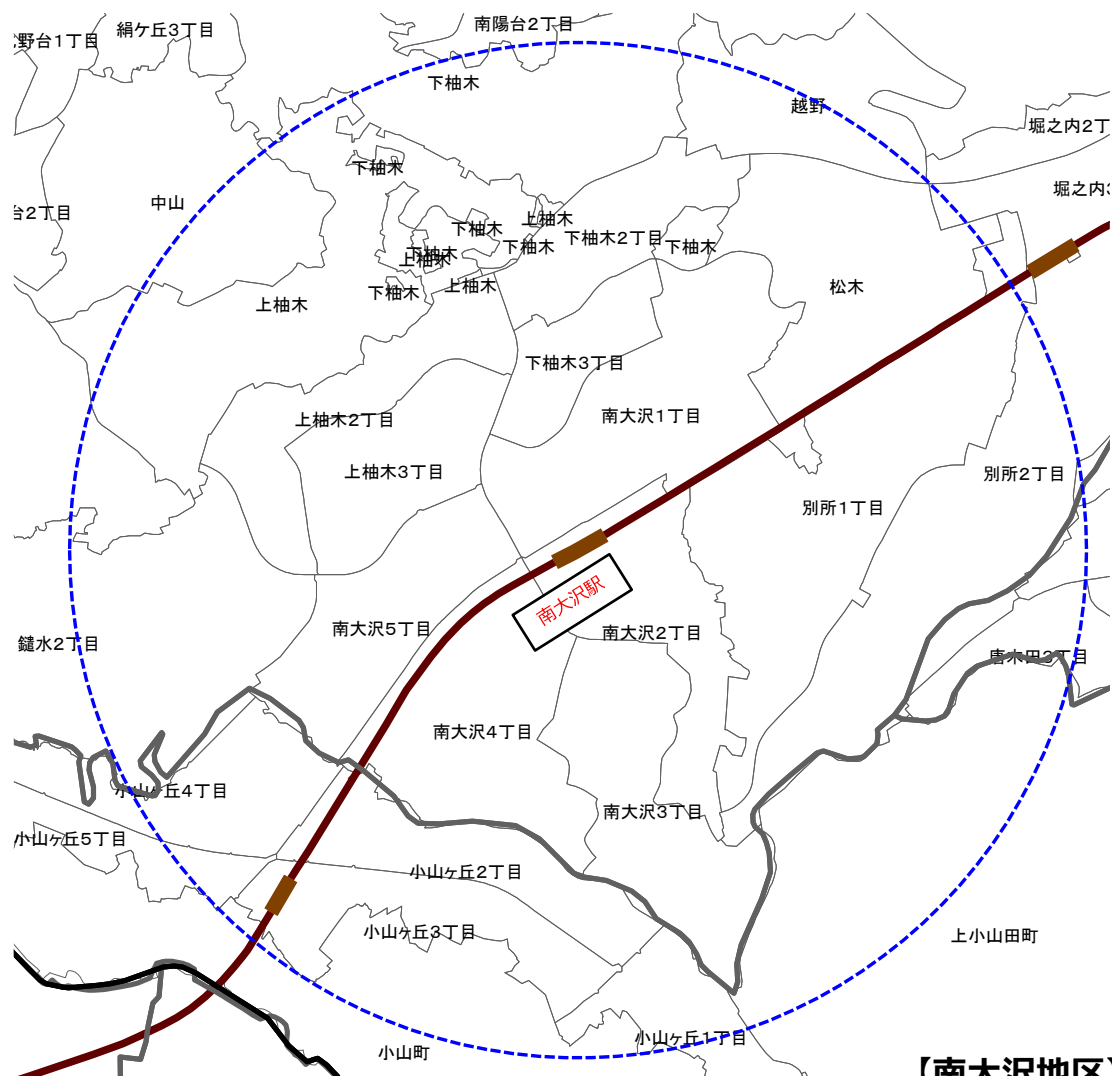 南陽台2丁目
絹ケ丘3丁目
野台1丁目
下柚木
越野
堀之内2丁
下柚木
堀之内3
中山
台2丁目
上柚木
下柚木
下柚木2丁目
下柚木
下柚木
下柚木
上柚木
上柚木
下柚木
松木
上柚木
下柚木3丁目
南大沢1丁目
上柚木2丁目
上柚木3丁目
別所2丁目
別所1丁目
南大沢駅
南大沢5丁目
南大沢2丁目
鑓水2丁目
唐木田3丁目
南大沢4丁目
小山ヶ丘4丁目
南大沢3丁目
小山ヶ丘5丁目
小山ヶ丘2丁目
小山ヶ丘3丁目
上小山田町
小山ヶ丘1丁目
小山町
【南大沢地区】